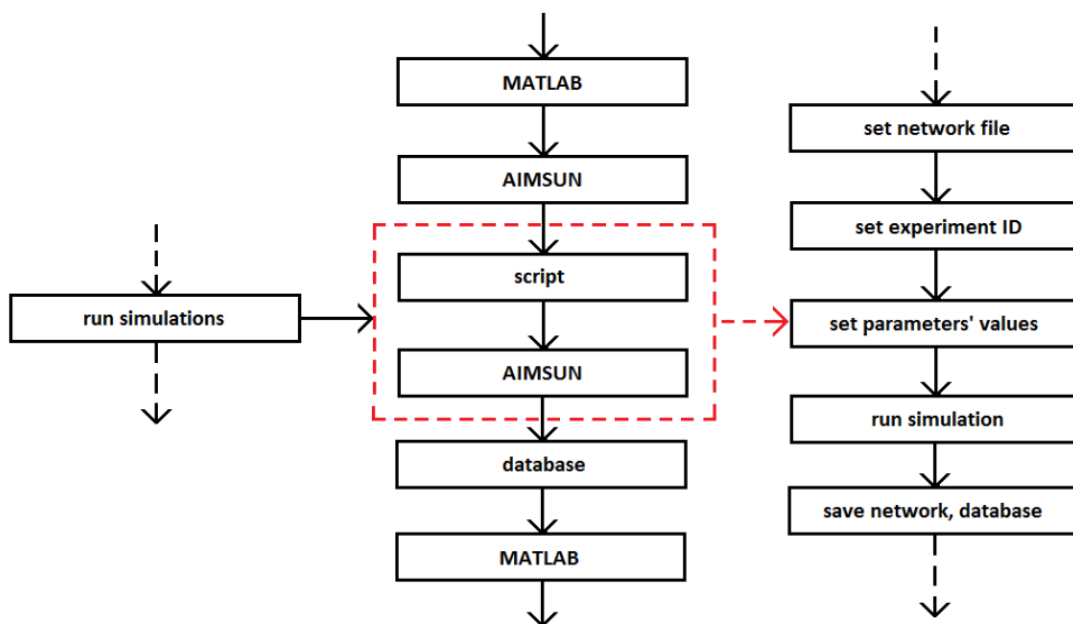 run simulations
MATLAB
AIMSUN
script
AIMSUN
database
MATLAB
set network file
set experiment ID
set parameters' values
run simulation
save network, database